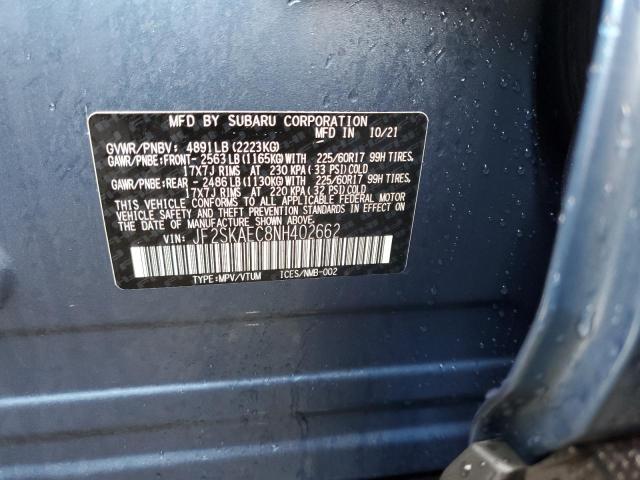 MFD BY SUBARU CORPORATION
MFD IN 10/21
GVWR/PNBV: 4891LB (2223KG)
GAWR/PNBE:FRONT- 2563LB(1165KG)WITH 225/60R17 99H TIRES
17X7J RIMS AT 230 KPA(33 PSI)COLD
GAWR/PNBE:REAR -2486LB(1130KG)WITH 225/60R17 99H TIRES
17X7J RIMS AT 220 KPA(32 PSI)COLD
THIS VEHICLE CONFORMS TO ALL APPLICABLE FEDERAL MOTOR
VEHICLE SAFETY, BUMPER, AND THEFT PREVENTION STANDARDS IN EFFECT ON
THE DATE OF MANUFACTURE SHOWN ABOVE.
VIN: JF2SKAEC8NH402662
TYPE:MPV/VTUM ICES/NMB-002